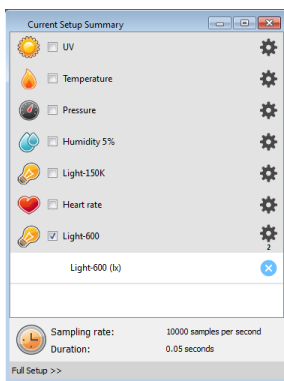 Current Setup Summary
UV
Temperature
Pressure
Humidity 5%
Light-150K
Heart rate
Light-600
2
Light-600 (lx)
Sampling rate: 10000 samples per second
Duration: 0.05 seconds
Full Setup >>